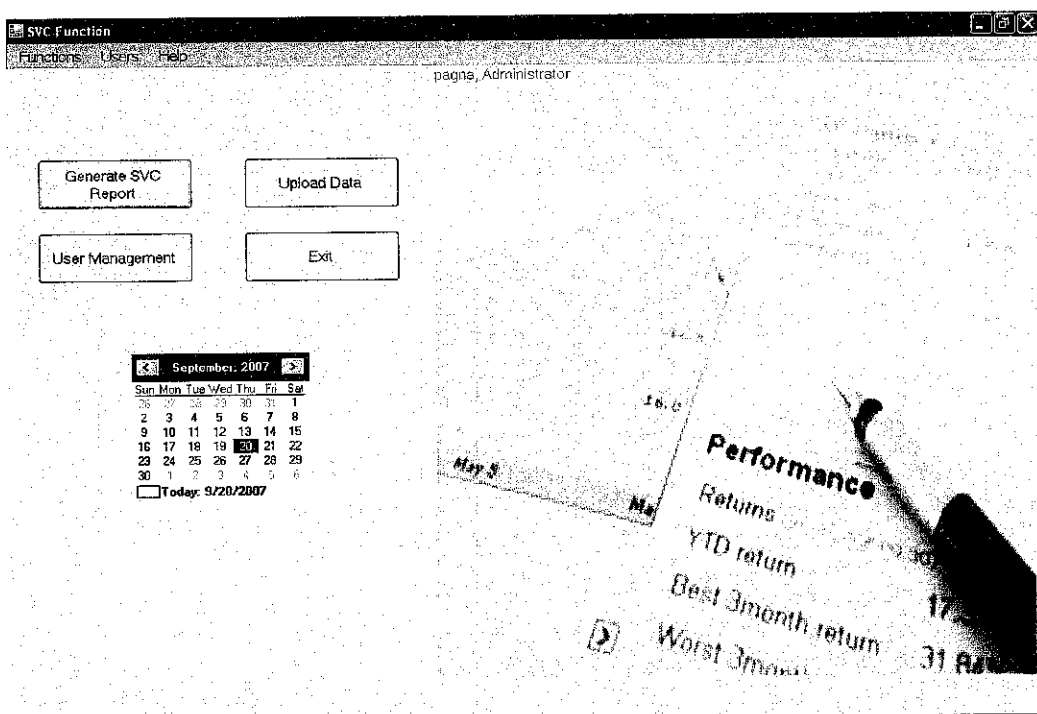 SVC Function
Functions Users Help
pagna, Administrator
Generate SVC
Report
Upload Data
User Management
Exit
September, 2007
Sun Mon Tue Wed Thu Fri Sat
26 27 28 29 30 31 1
2 3 4 5 6 7 8
9 10 11 12 13 14 15
16 17 18 19 20 21 22
23 24 25 26 27 28 29
30 1 2 3 4 5 6
Today: 9/20/2007
May 9
Performance
Returns
YTD return
Best 3month return
Worst